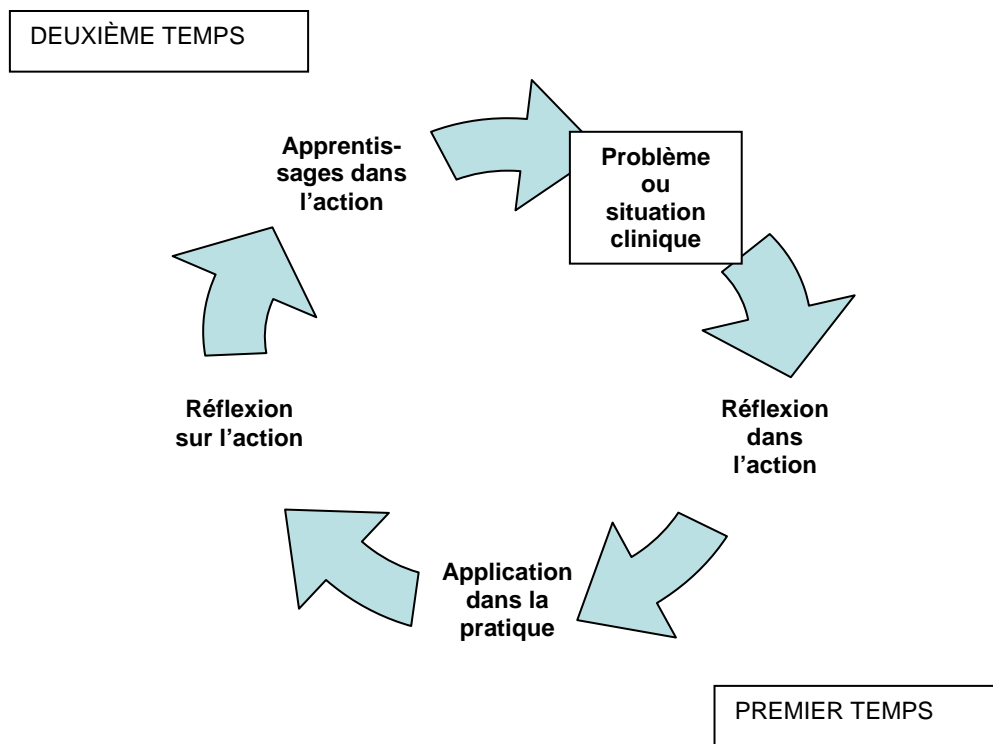 DEUXIÈME TEMPS
Apprentis-
sages dans
l’action
Problème
ou
situation
clinique
Réflexion
sur l’action
Réflexion
dans
l’action
Application
dans la
pratique
PREMIER TEMPS